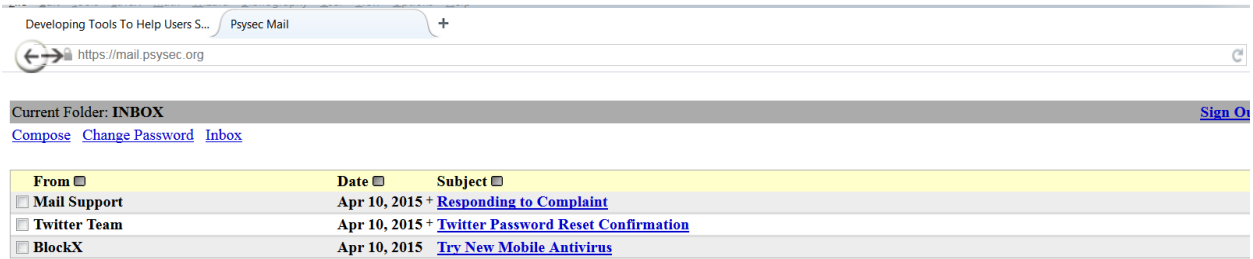 Developing Tools To Help Users S... Psysec Mail +
https://mail.psysec.org
Current Folder: INBOX Sign Ou
Compose Change Password Inbox
From Date Subject
Mail Support Apr 10, 2015 + Responding to Complaint
Twitter Team Apr 10, 2015 + Twitter Password Reset Confirmation
BlockX Apr 10, 2015 Try New Mobile Antivirus